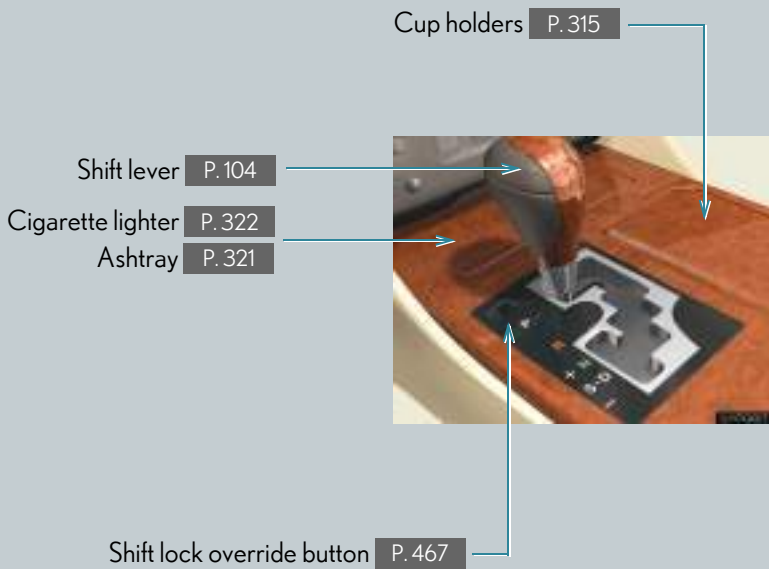 Cup holders P. 315
Shift lever P. 104
Cigarette lighter P. 322
Ashtray P. 321
Shift lock override button P. 467